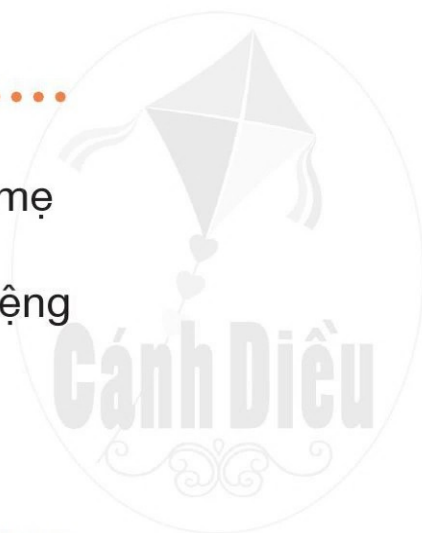 mẹ
ệng
Cánh Diều